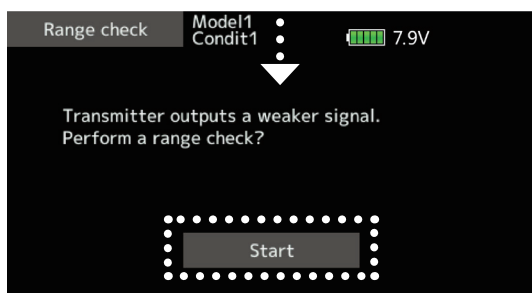 Range check
Model1
Condit1
7.9V
Transmitter outputs a weaker signal.
Perform a range check?
Start